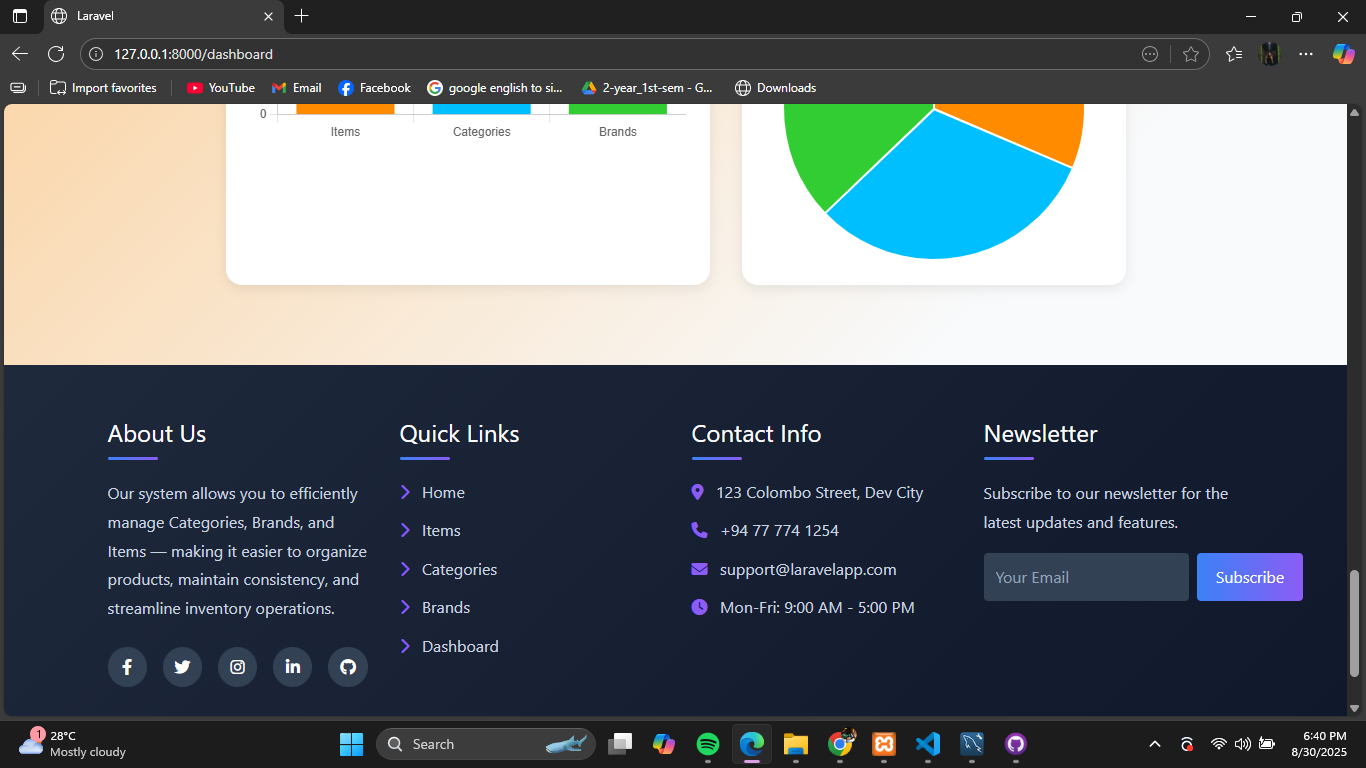 Laravel
127.0.0.1:8000/dashboard
Import favorites
YouTube
Email
Facebook
google english to si...
2-year_1st-sem - G...
Downloads
0
Items
Categories
Brands
About Us
Our system allows you to efficiently
manage Categories, Brands, and
Items — making it easier to organize
products, maintain consistency, and
streamline inventory operations.
Quick Links
Home
Items
Categories
Brands
Dashboard
Contact Info
123 Colombo Street, Dev City
+94 77 774 1254
support@laravelapp.com
Mon-Fri: 9:00 AM - 5:00 PM
Newsletter
Subscribe to our newsletter for the
latest updates and features.
Your Email
Subscribe
1
28°C
Mostly cloudy
Search
6:40 PM
8/30/2025